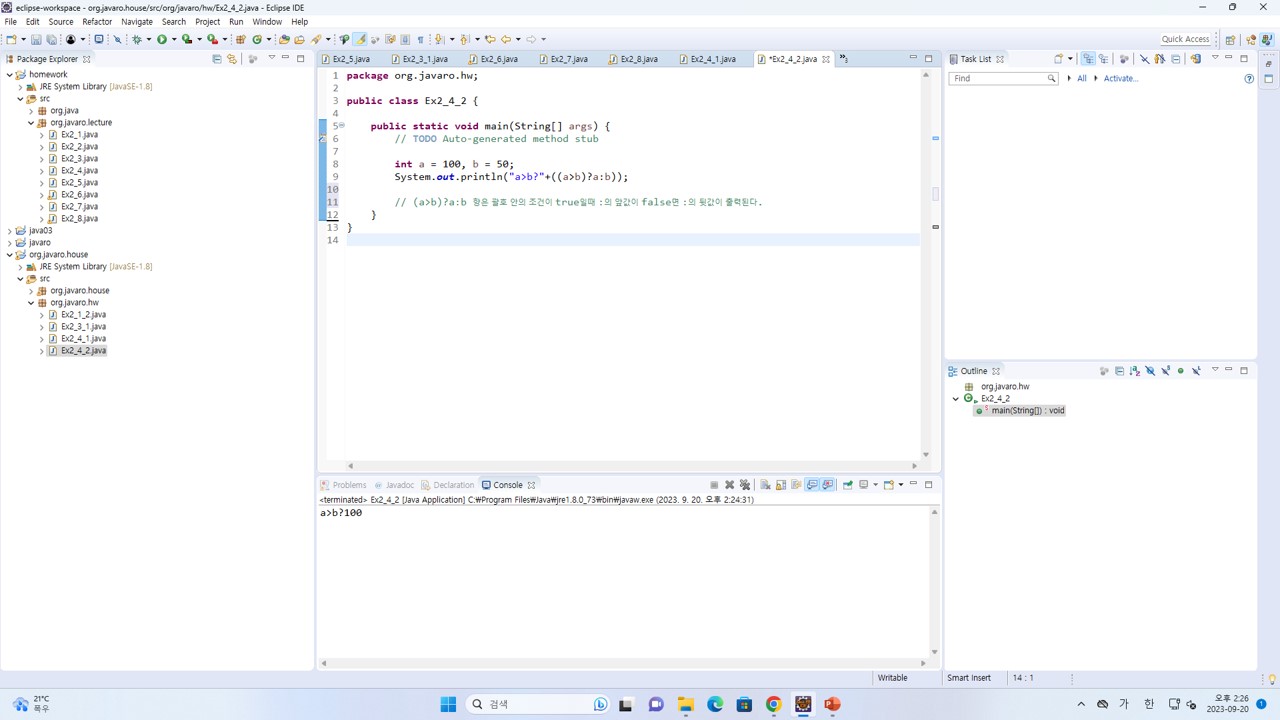 eclipse-workspace - org.javaro.house/src/org/javaro/hw/Ex2_4_2.java - Eclipse IDE
File Edit Source Refactor Navigate Search Project Run Window Help
Quick Access
Package Explorer
homework
JRE System Library [JavaSE-1.8]
src
org.java
org.javaro.lecture
Ex2_1.java
Ex2_2.java
Ex2_3.java
Ex2_4.java
Ex2_5.java
Ex2_6.java
Ex2_7.java
Ex2_8.java
java03
javaro
org.javaro.house
JRE System Library [JavaSE-1.8]
src
org.javaro.house
org.javaro.hw
Ex2_1_2.java
Ex2_3_1.java
Ex2_4_1.java
Ex2_4_2.java
Ex2_5.java Ex2_3_1.java Ex2_6.java Ex2_7.java Ex2_8.java Ex2_4_1.java *Ex2_4_2.java
1 package org.javaro.hw;
2
3 public class Ex2_4_2 {
4
5 public static void main(String[] args) {
6 // TODO Auto-generated method stub
7
8 int a = 100, b = 50;
9 System.out.println("a>b?"+((a>b)?a:b));
10
11 // (a>b)?a:b 항은 괄호 안의 조건이 true일때 :의 앞값이 false면 :의 뒷값이 출력된다.
12 }
13 }
14
Problems Javadoc Declaration Console
<terminated> Ex2_4_2 [Java Application] C:₩Program Files₩Java₩jre1.8.0_73₩bin₩javaw.exe (2023. 9. 20. 오후 2:24:31)
a>b?100
Task List
Find All Activate...
Outline
org.javaro.hw
Ex2_4_2
main(String[]) : void
Writable Smart Insert 14 : 1
21°C
폭우
검색
가 한
오후 2:26
2023-09-20
1